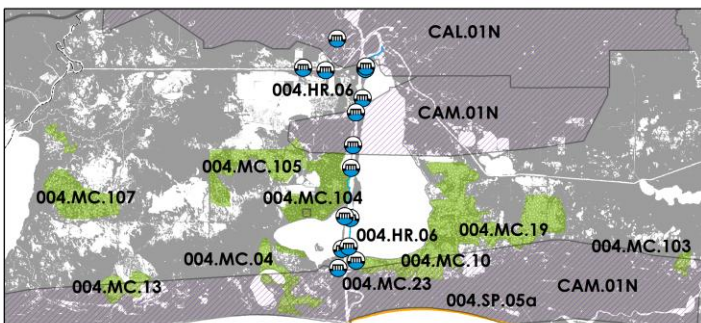 CAL.01N
004.HR.06
CAM.01N
004.MC.105
004.MC.107
004.MC.104
004.MC.19
004.HR.06
004.MC.103
004.MC.04
004.MC.10
004.MC.13
004.MC.23
CAM.01N
004.SP.05a